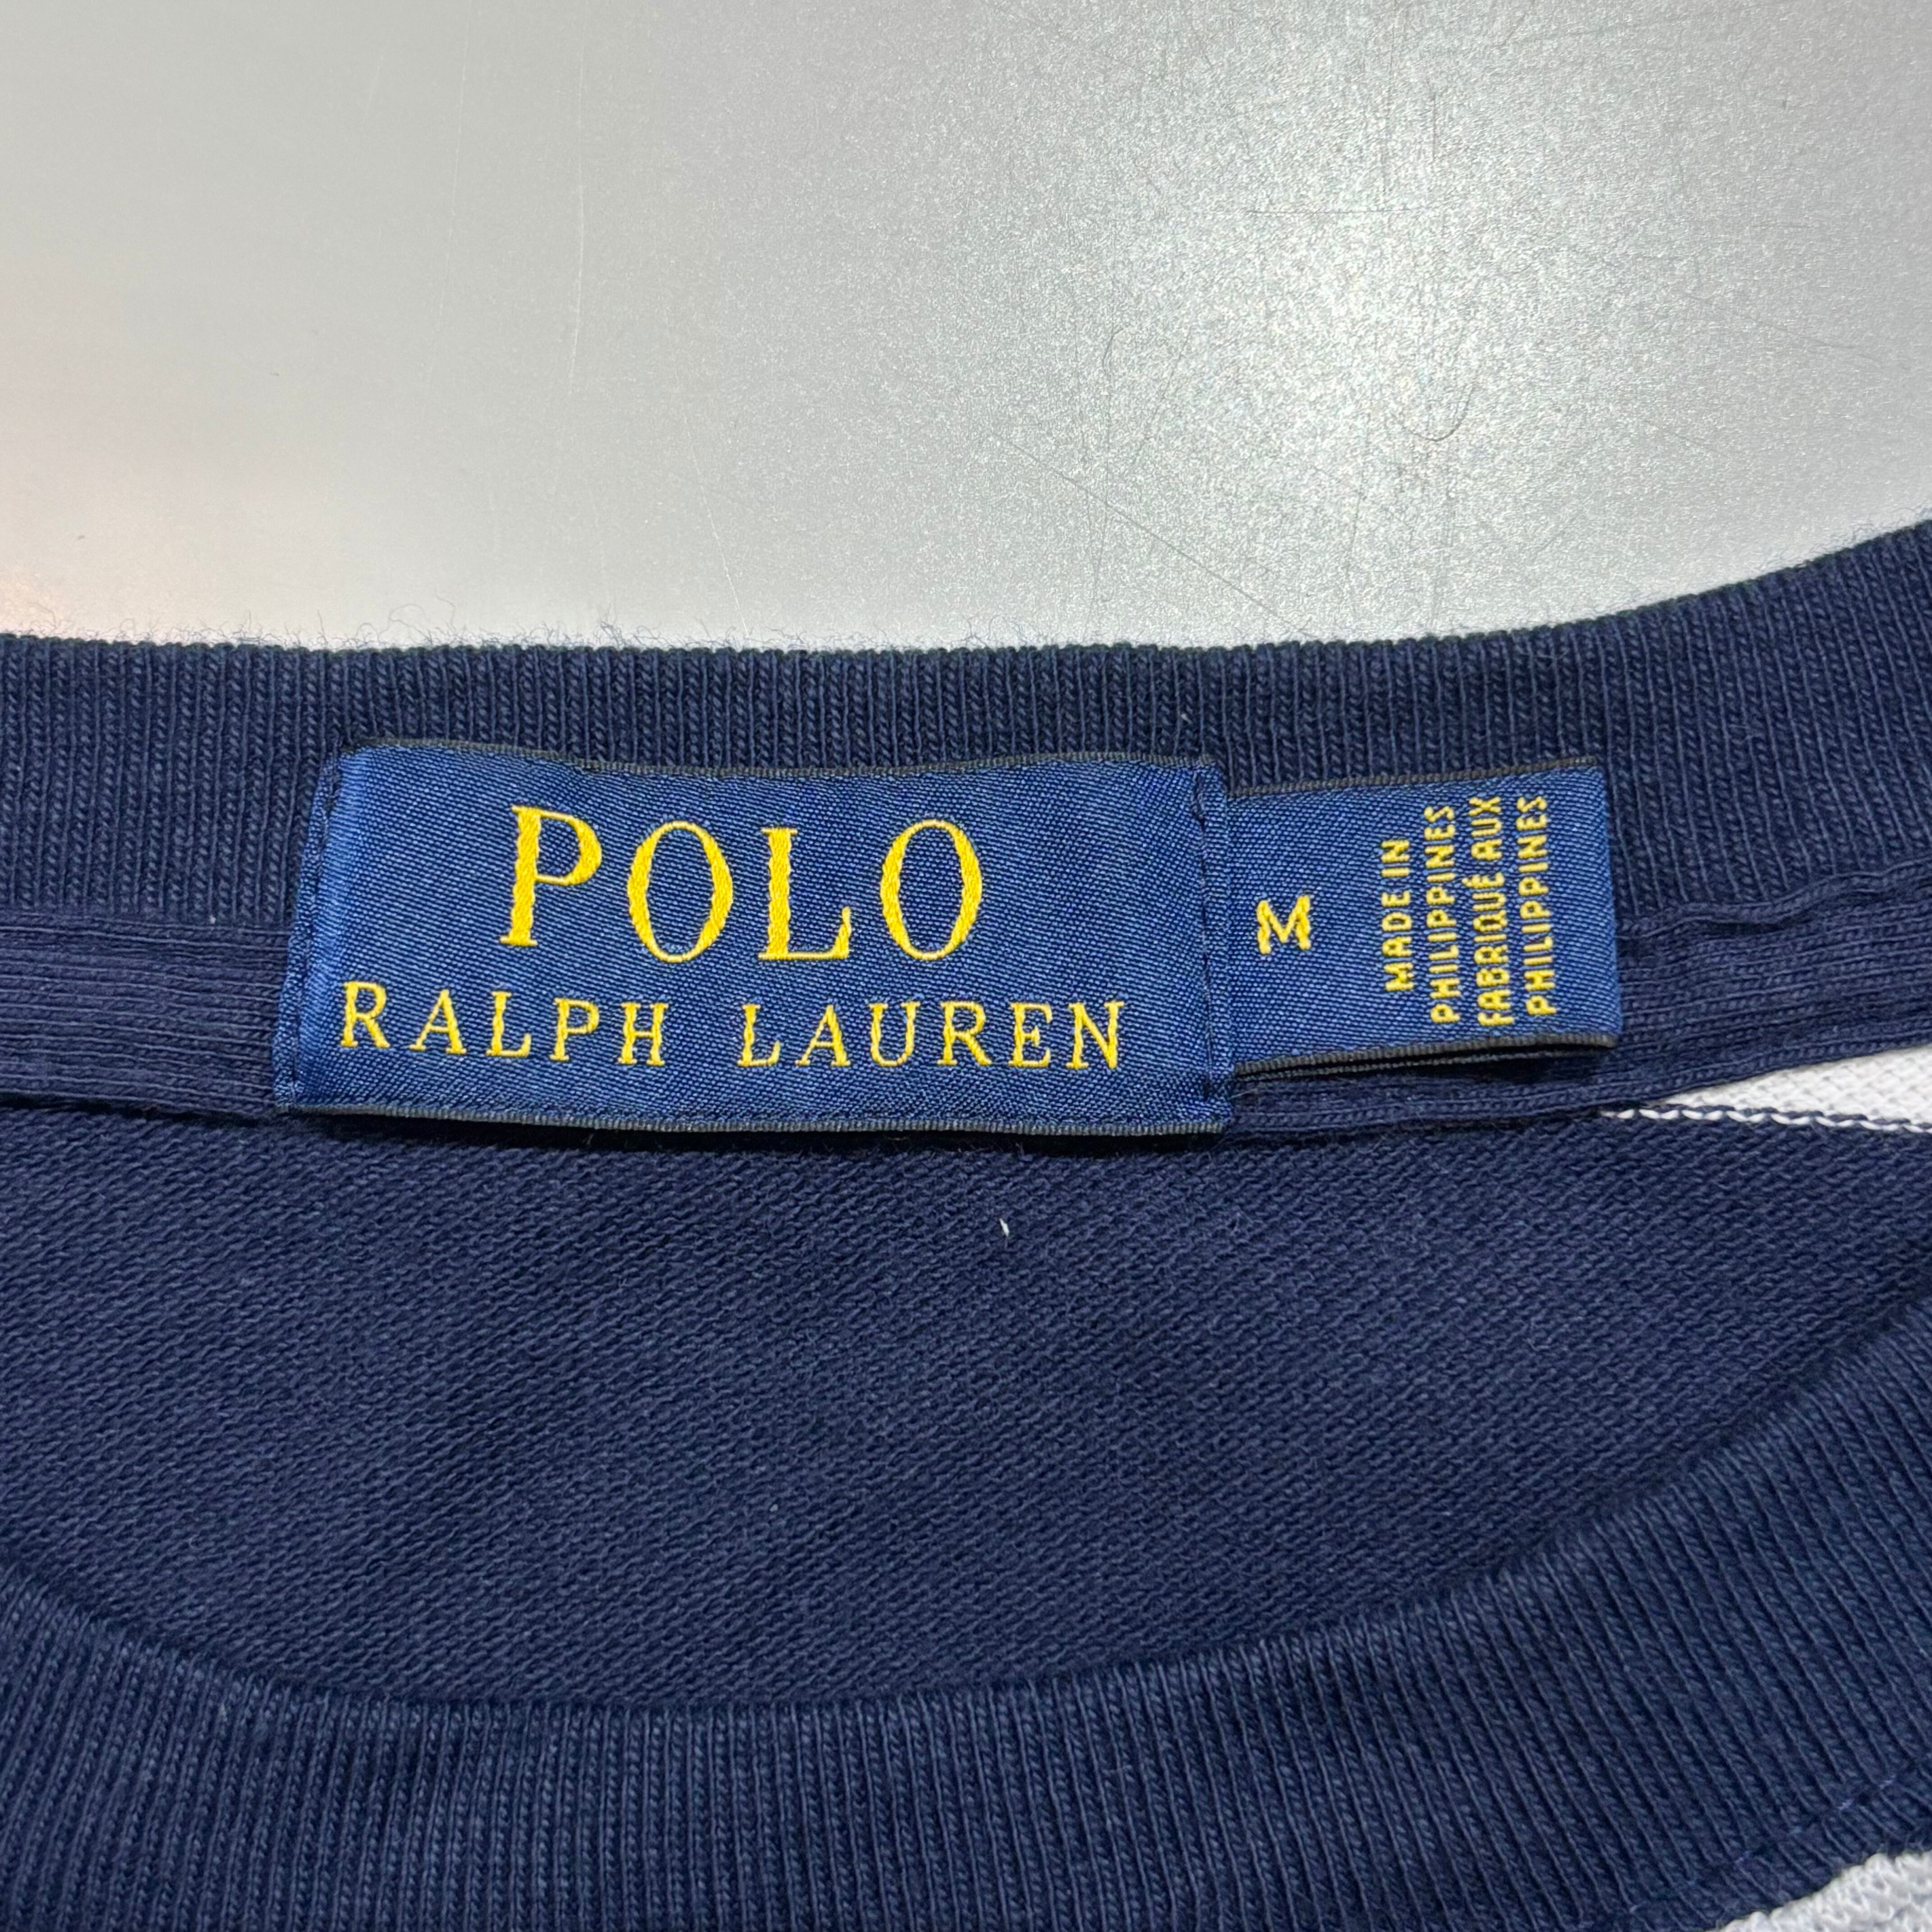 POLO
RALPH LAUREN
M
MADE IN
PHILIPPINES
FABRIQUÉ AUX
PHILIPPINES